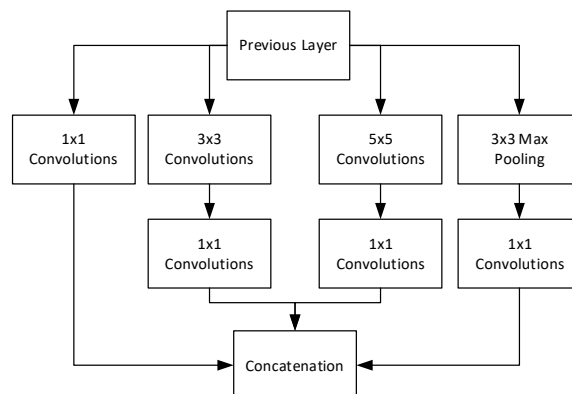 Previous Layer
1x1
Convolutions
3x3
Convolutions
5x5
Convolutions
3x3 Max
Pooling
1x1
Convolutions
1x1
Convolutions
1x1
Convolutions
Concatenation